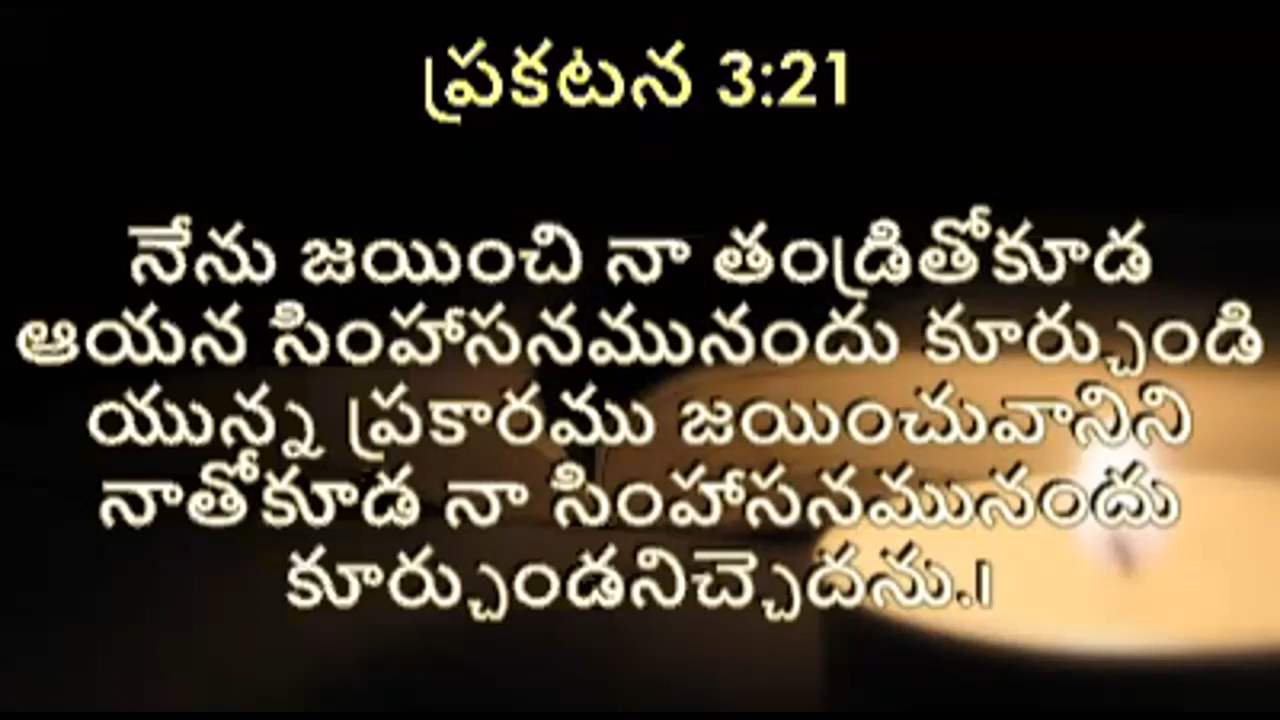 ప్రకటన 3:21
నేను జయించి నా తండ్రితోకూడ
ఆయన సింహాసనమునందు కూర్చుండి
యున్న ప్రకారము జయించువానిని
నాతోకూడ నా సింహాసనమునందు
కూర్చుండనిచ్చెదను.।